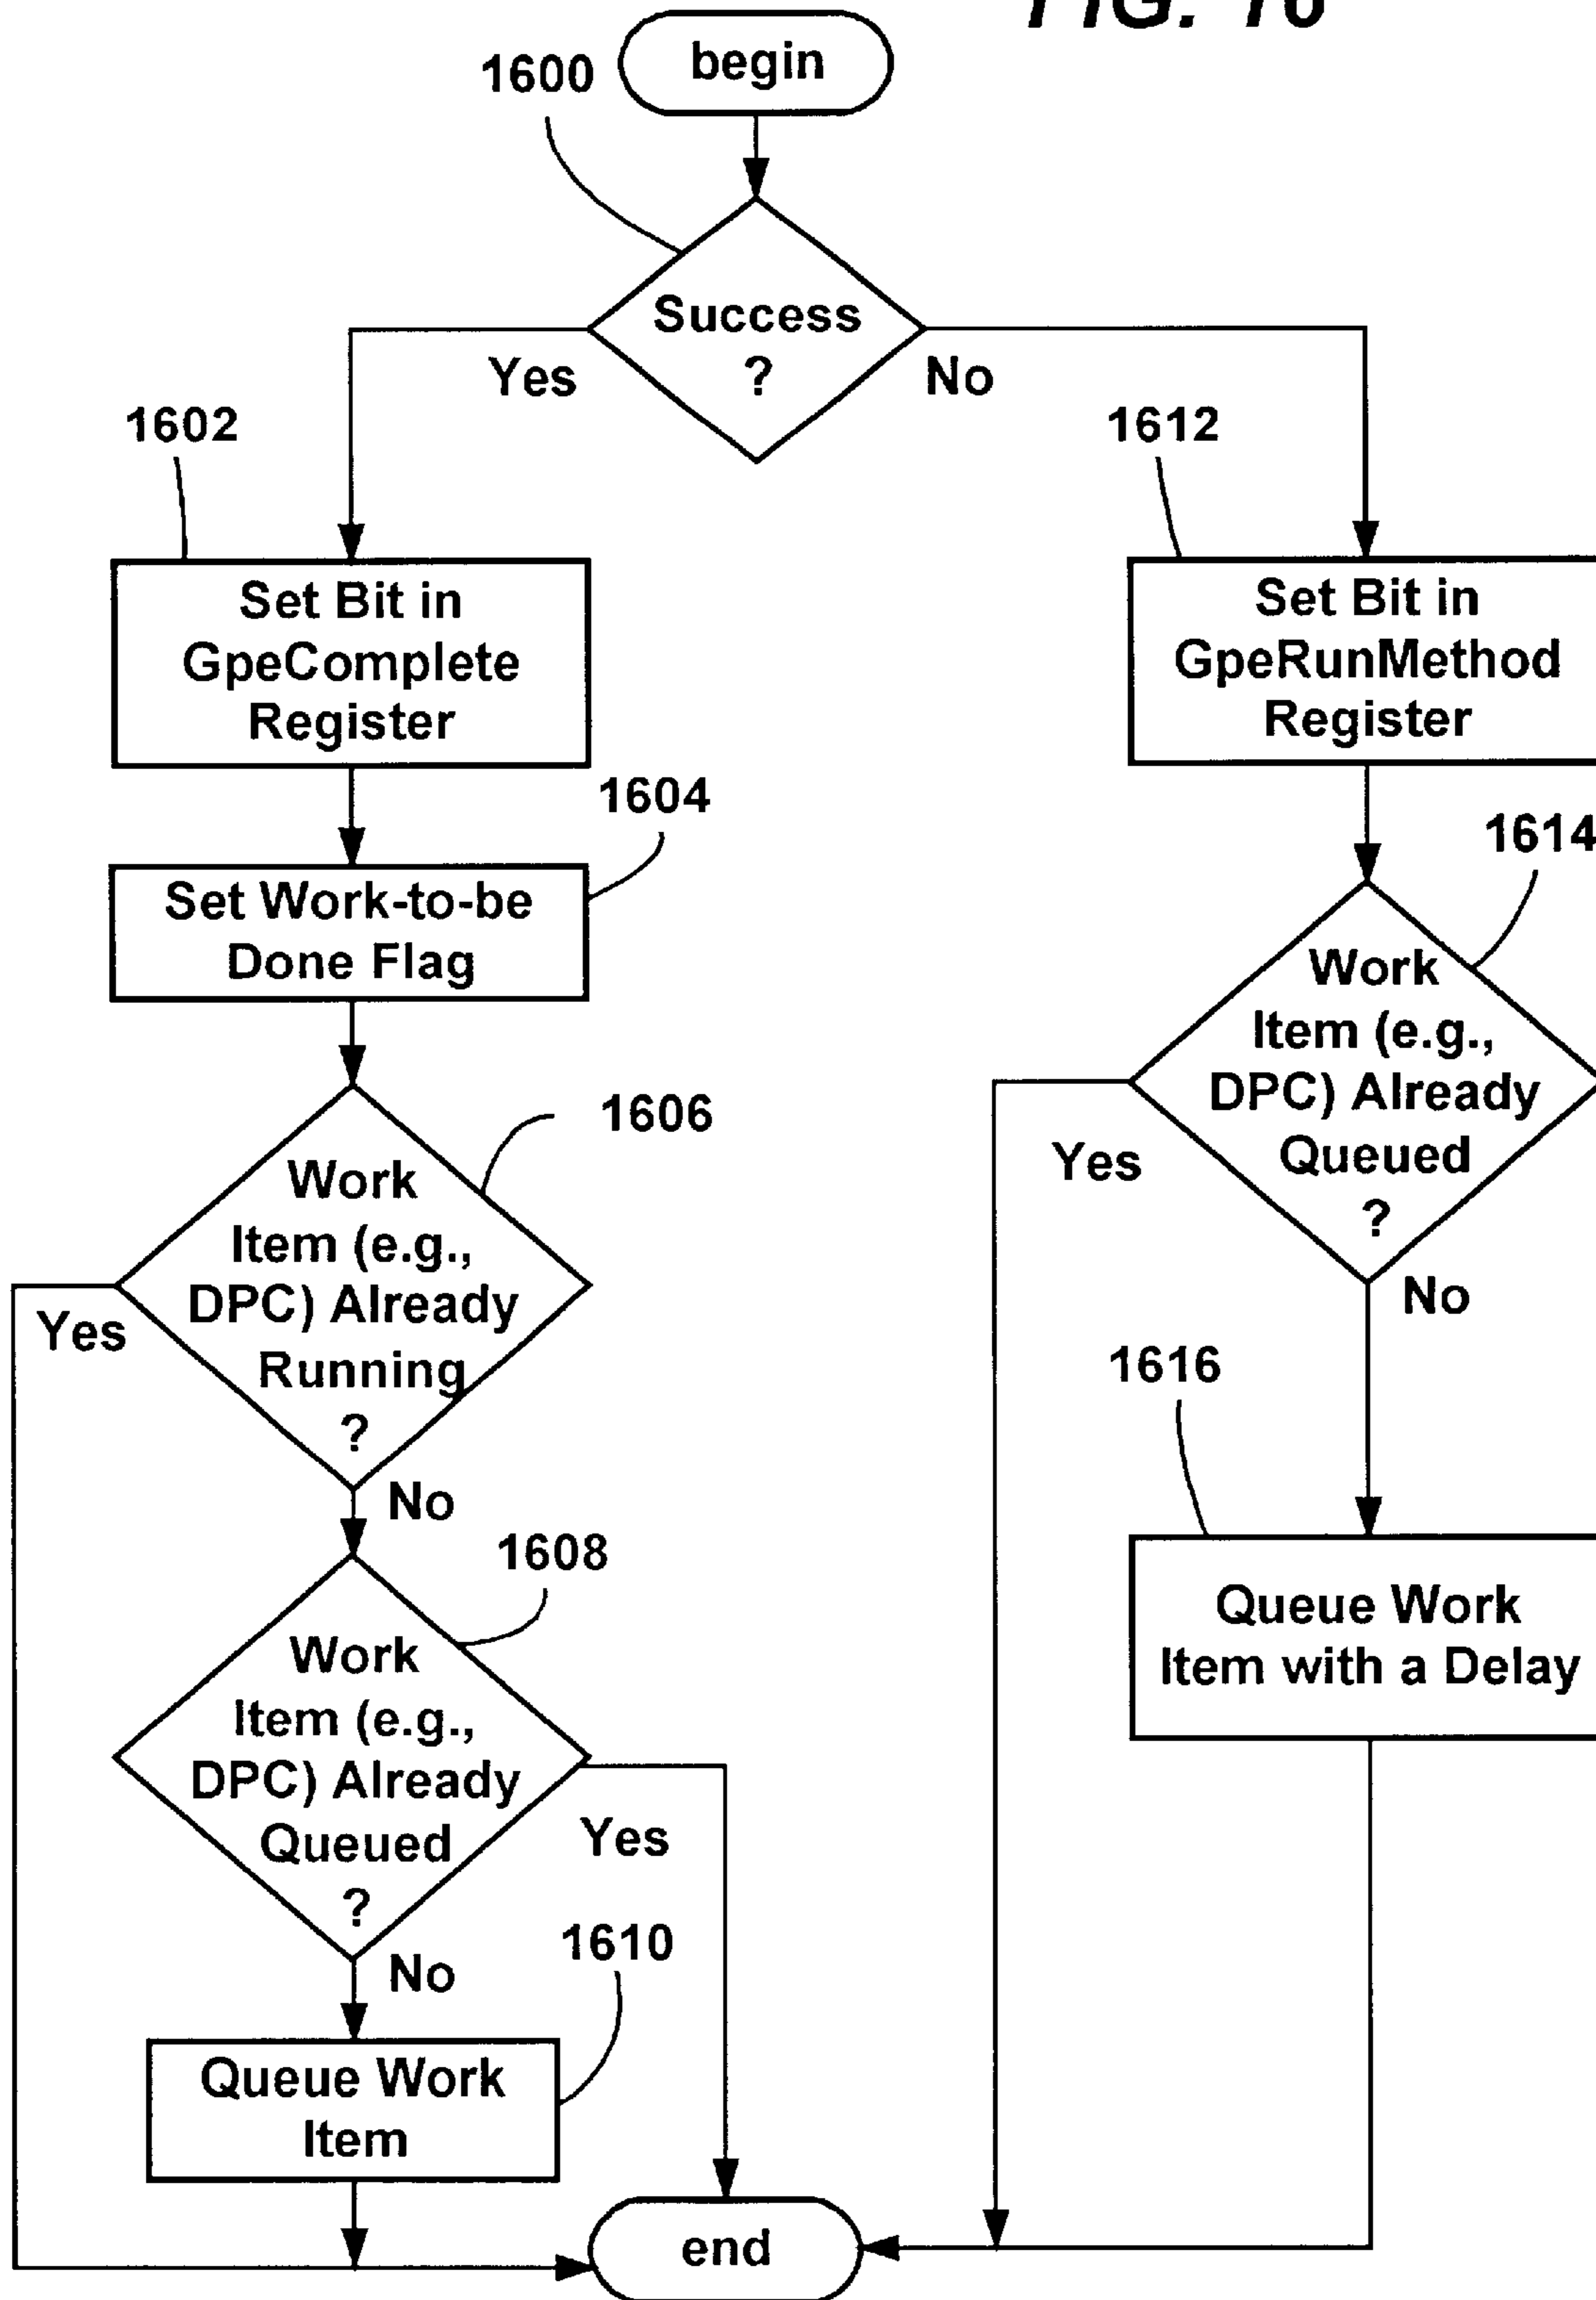 FIG. 16
begin
1600
Success
?
Yes
No
1602
1612
Set Bit in
GpeComplete
Register
Set Bit in
GpeRunMethod
Register
1604
1614
Set Work-to-be
Done Flag
Work
Item (e.g.,
DPC) Already
Queued
?
Yes
No
1606
Work
Item (e.g.,
DPC) Already
Running
?
Yes
No
1616
Queue Work
Item with a Delay
1608
Work
Item (e.g.,
DPC) Already
Queued
?
Yes
No
1610
Queue Work
Item
end